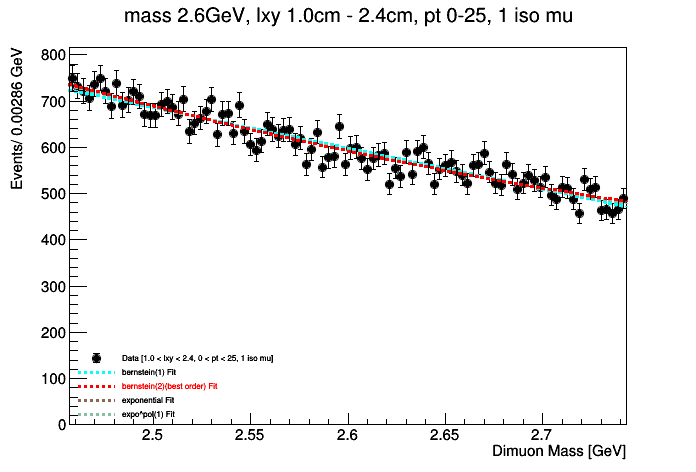 mass 2.6GeV, lxy 1.0cm - 2.4cm, pt 0-25, 1 iso mu
Events/ 0.00286 GeV
800
700
600
500
400
300
200
100
0
Data [1.0 < lxy < 2.4, 0 < pt < 25, 1 iso mu]
bernstein(1) Fit
bernstein(2)(best order) Fit
exponential Fit
expo*pol(1) Fit
2.5 2.55 2.6 2.65 2.7
Dimuon Mass [GeV]